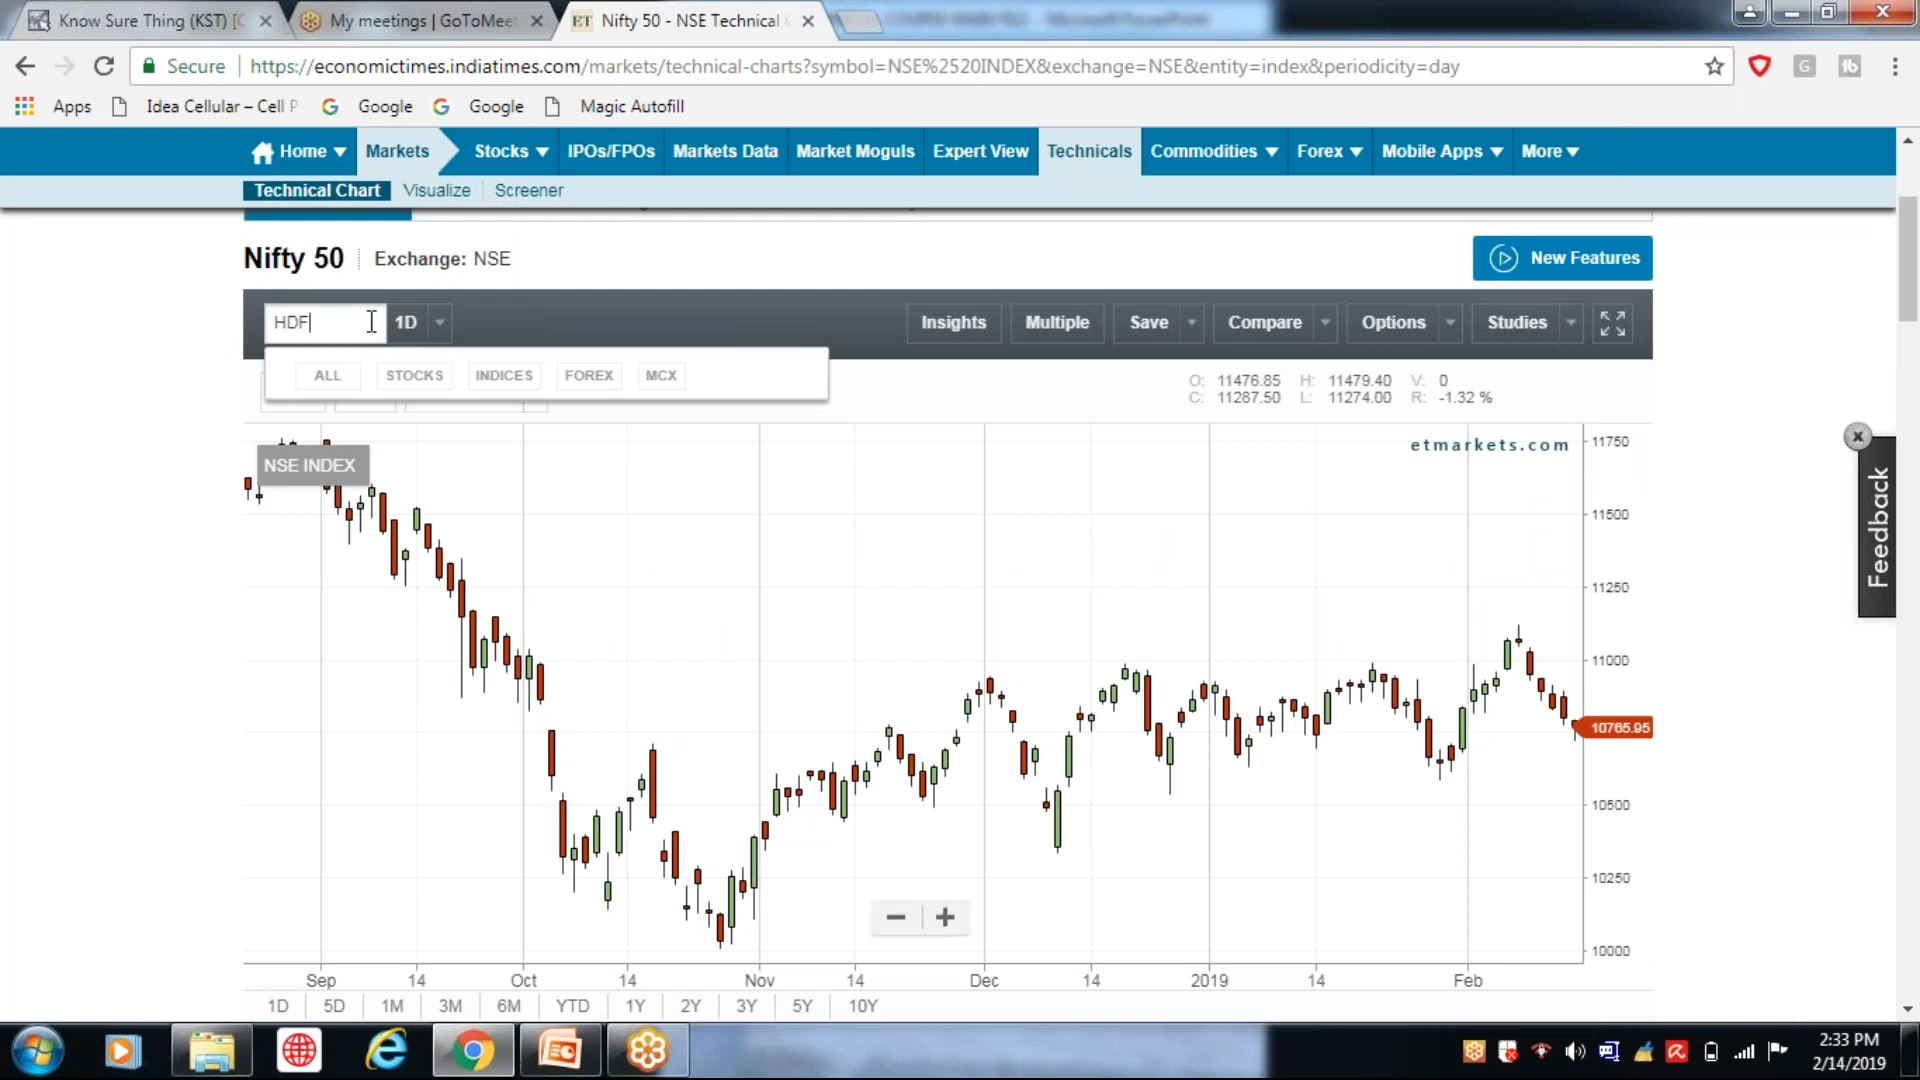 Know Sure Thing (KST) [C
My meetings | GoToMeet
ET Nifty 50 - NSE Technical C
Secure https://economictimes.indiatimes.com/markets/technical-charts?symbol=NSE%2520INDEX&exchange=NSE&entity=index&periodicity=day
Apps Idea Cellular – Cell P Google Google Magic Autofill
Home Markets Stocks IPOs/FPOs Markets Data Market Moguls Expert View Technicals Commodities Forex Mobile Apps More
Technical Chart Visualize Screener
Nifty 50 Exchange: NSE
New Features
HDF 1D Insights Multiple Save Compare Options Studies
ALL STOCKS INDICES FOREX MCX
O: 11476.85 H: 11479.40 V: 0
C: 11287.50 L: 11274.00 R: -1.32 %
etmarkets.com
NSE INDEX
11750
11500
11250
11000
10765.95
10500
10250
10000
Feedback
Sep 14 Oct 14 Nov 14 Dec 14 2019 14 Feb
1D 5D 1M 3M 6M YTD 1Y 2Y 3Y 5Y 10Y
2:33 PM
2/14/2019